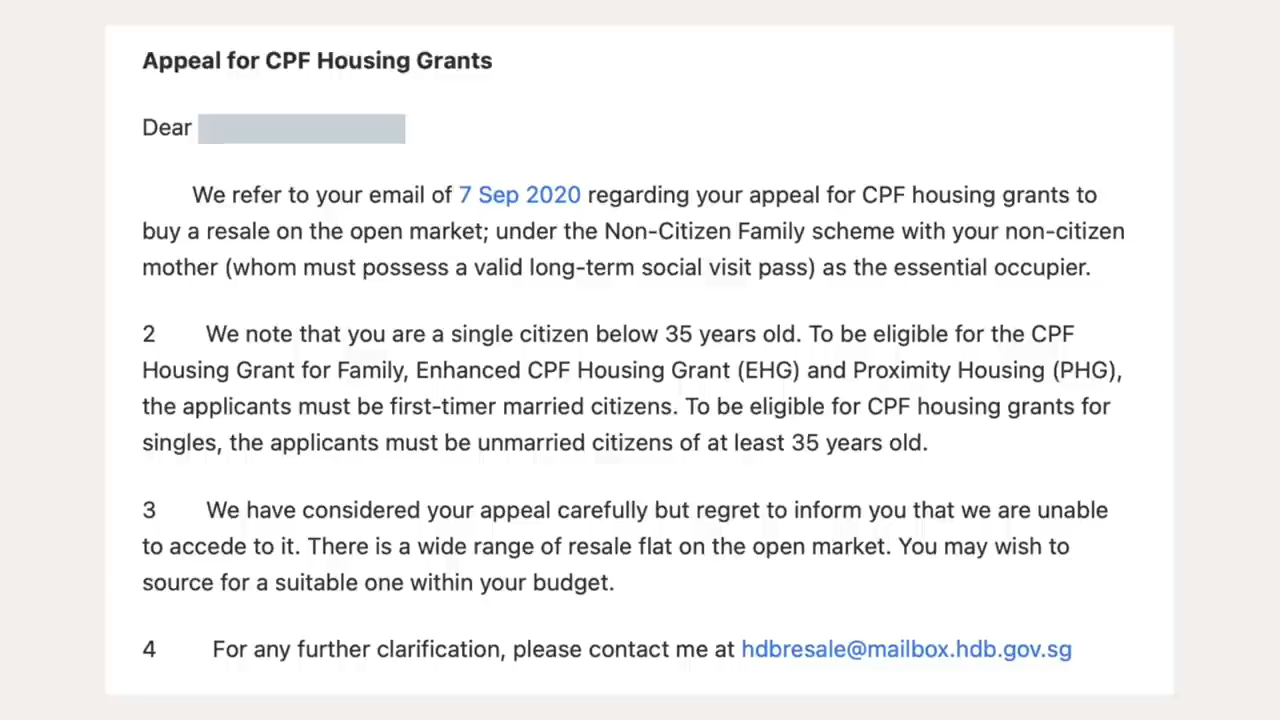 Appeal for CPF Housing Grants
Dear
We refer to your email of 7 Sep 2020 regarding your appeal for CPF housing grants to
buy a resale on the open market; under the Non-Citizen Family scheme with your non-citizen
mother (whom must possess a valid long-term social visit pass) as the essential occupier.
2 We note that you are a single citizen below 35 years old. To be eligible for the CPF
Housing Grant for Family, Enhanced CPF Housing Grant (EHG) and Proximity Housing (PHG),
the applicants must be first-timer married citizens. To be eligible for CPF housing grants for
singles, the applicants must be unmarried citizens of at least 35 years old.
3 We have considered your appeal carefully but regret to inform you that we are unable
to accede to it. There is a wide range of resale flat on the open market. You may wish to
source for a suitable one within your budget.
4 For any further clarification, please contact me at hdbresale@mailbox.hdb.gov.sg